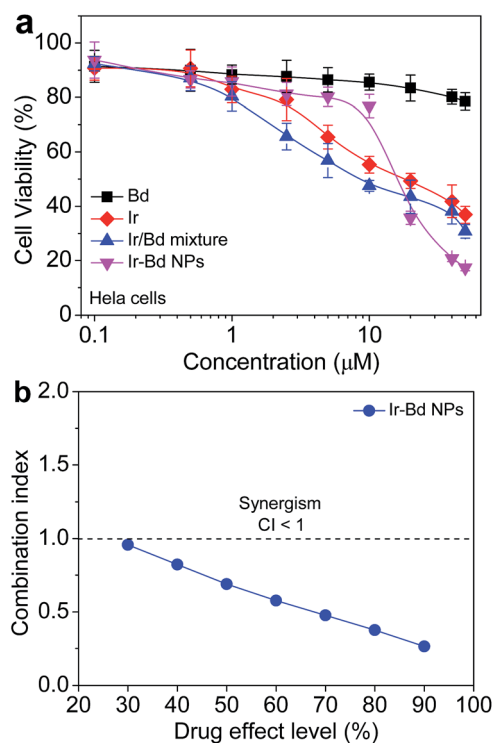 a
100
80
60
40
20
0
Cell Viability (%)
Bd
Ir
Ir/Bd mixture
Ir-Bd NPs
Hela cells
0.1
1
10
Concentration (μM)
b
2.0
1.5
1.0
0.5
0.0
Combination index
Ir-Bd NPs
Synergism
CI < 1
20 30 40 50 60 70 80 90 100
Drug effect level (%)